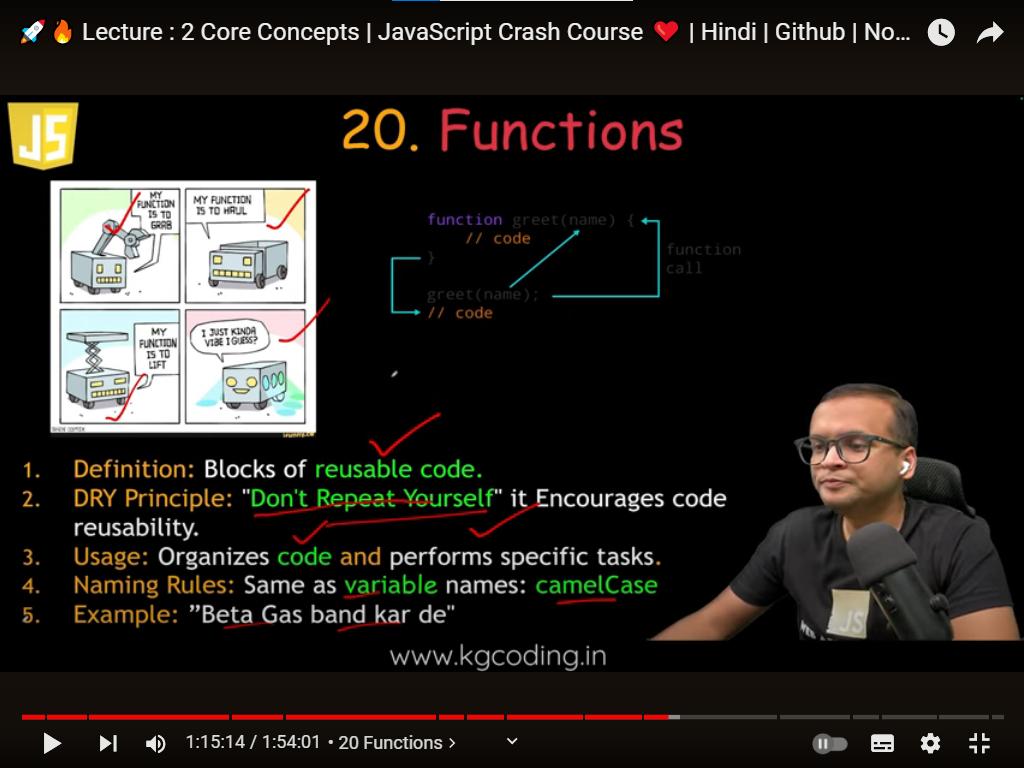 🚀🔥 Lecture : 2 Core Concepts | JavaScript Crash Course ❤️ | Hindi | Github | No...
JS
20. Functions
MY FUNCTION IS TO GRAB
MY FUNCTION IS TO HAUL
MY FUNCTION IS TO LIFT
I JUST KINDA VIBE I GUESS?
function greet(name) {
// code
}
greet(name);
// code
function
call
1. Definition: Blocks of reusable code.
2. DRY Principle: "Don't Repeat Yourself" it Encourages code
reusability.
3. Usage: Organizes code and performs specific tasks.
4. Naming Rules: Same as variable names: camelCase
5. Example: ”Beta Gas band kar de"
JS
www.kgcoding.in
1:15:14 / 1:54:01 • 20 Functions >